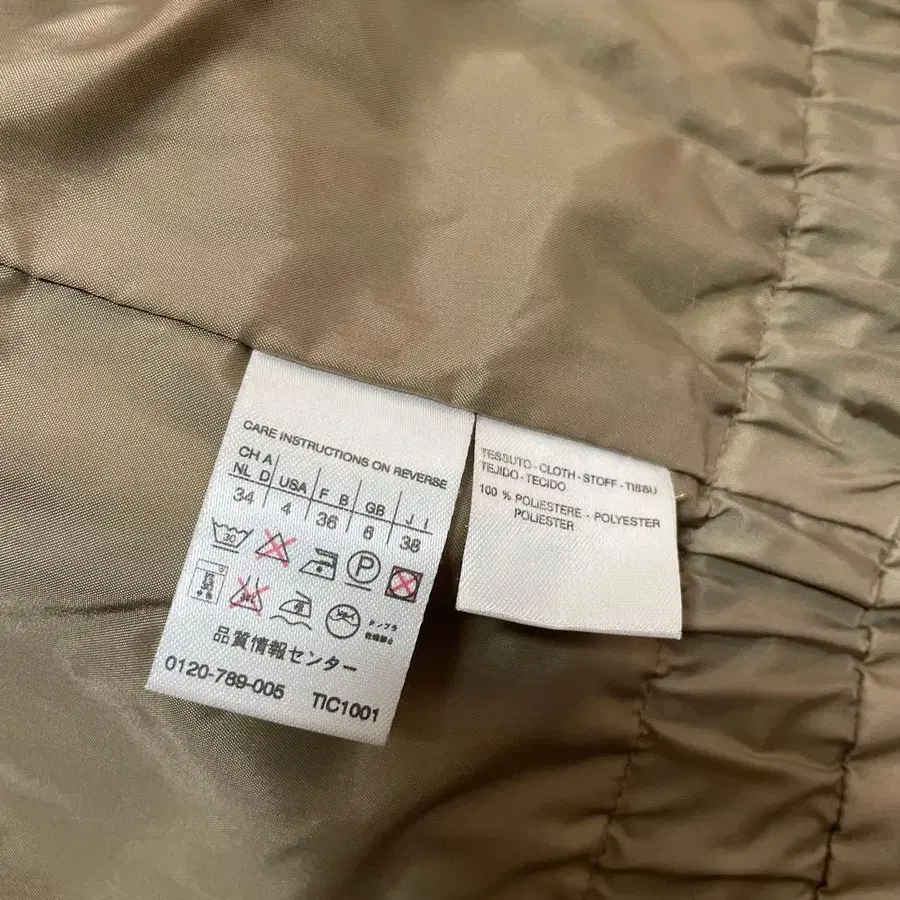 CARE INSTRUCTIONS ON REVERSE
CH A
NL D USA F B GB J I
34 4 36 6 38
30
P
品質情報センター
0120-789-005 TIC1001
TESSUTO-CLOTH-STOFF-TISSU
TEJIDO-TECIDO
100 % POLIESTERE - POLYESTER
POLIESTER